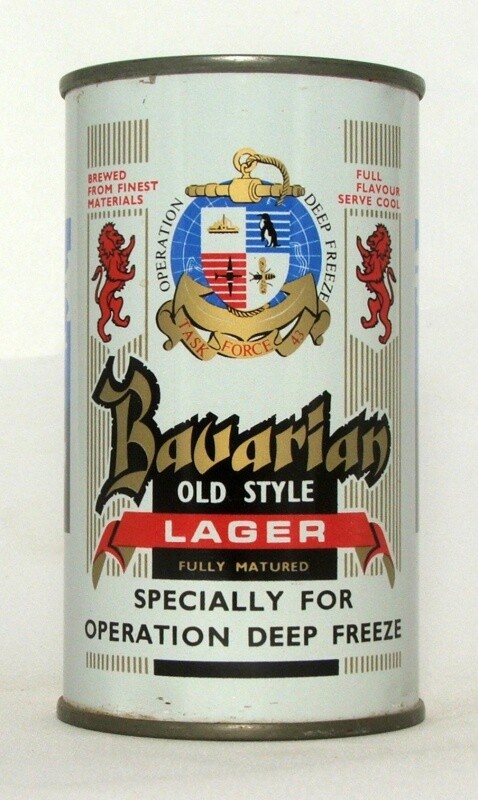 BREWED
FROM FINEST
MATERIALS
FULL
FLAVOUR
SERVE COOL
OPERATION DEEP FREEZE
TASK FORCE 43
Bavarian
OLD STYLE
LAGER
FULLY MATURED
SPECIALLY FOR
OPERATION DEEP FREEZE